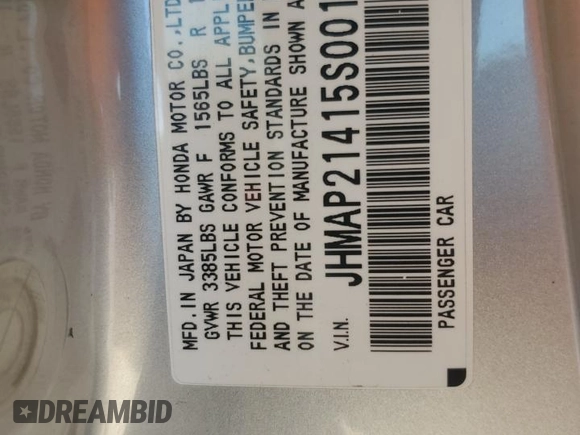 MFD. IN JAPAN BY HONDA MOTOR CO.,LTD
GVWR 3385LBS GAWR F 1565LBS R 1
THIS VEHICLE CONFORMS TO ALL APPL
FEDERAL MOTOR VEHICLE SAFETY, BUMPE
AND THEFT PREVENTION STANDARDS IN
ON THE DATE OF MANUFACTURE SHOWN A
V.I.N. JHMAP21415S001
PASSENGER CAR
DREAMBID